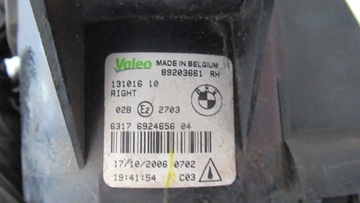 Valeo MADE IN BELGIUM
89203661 RH
131016 10
RIGHT
02B E2 2703
6317 6924656 04
17/10/2006 0702
19:41:54 C03